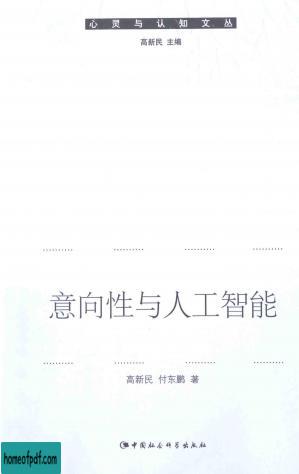 心灵与认知文丛
高新民 主编
意向性与人工智能
高新民 付东鹏 著
中国社会科学出版社
homeofpdf.com